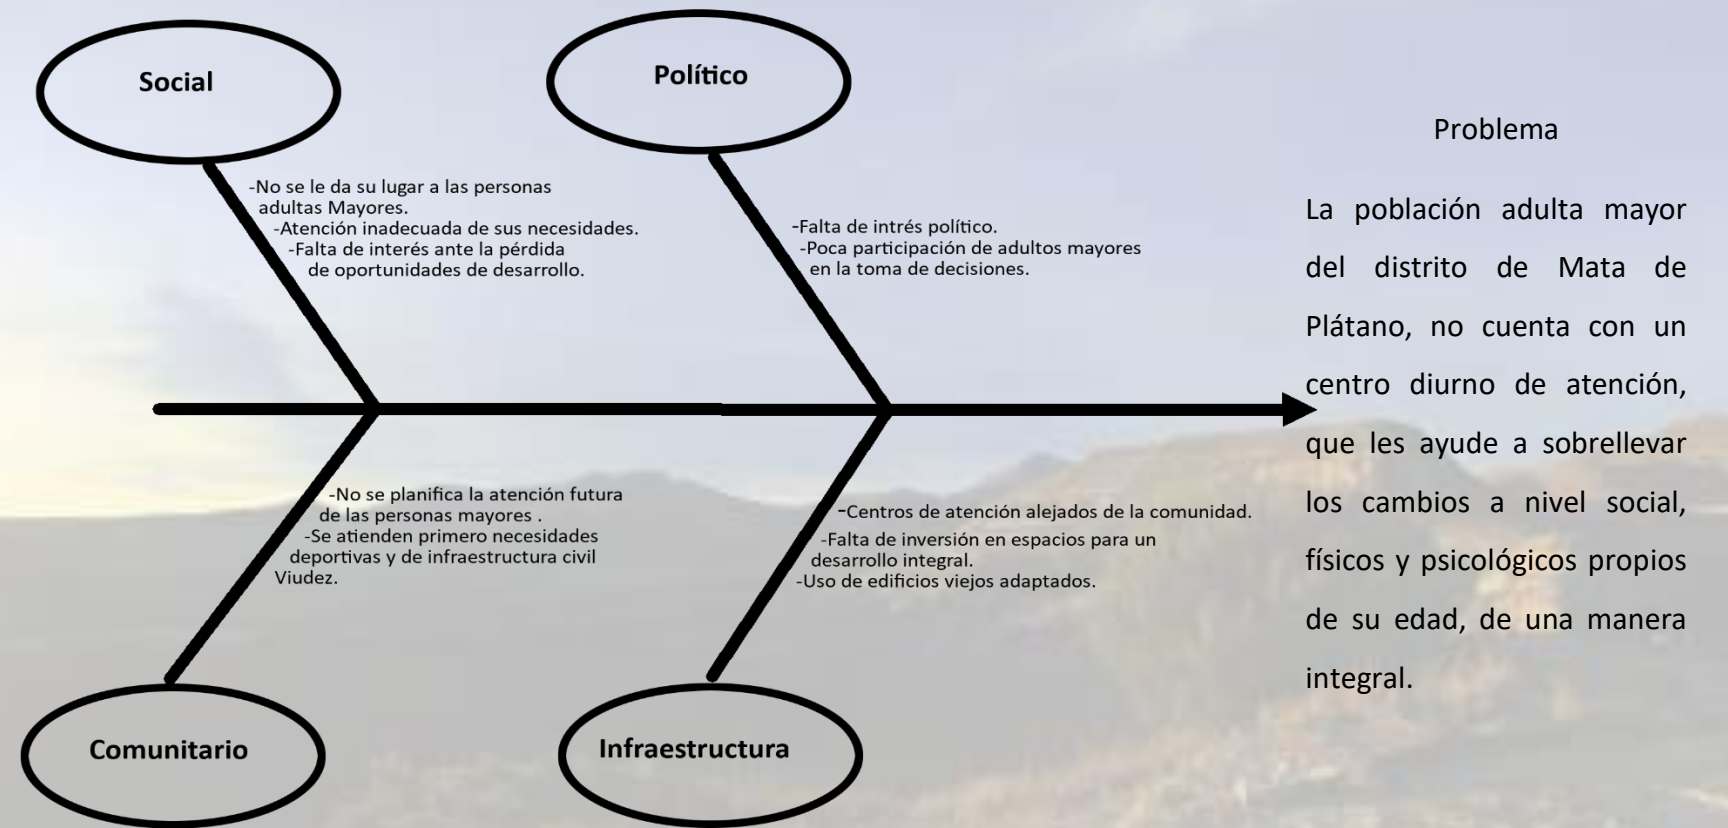 Social
-No se le da su lugar a las personas
adultas Mayores.
-Atención inadecuada de sus necesidades.
-Falta de interés ante la pérdida
de oportunidades de desarrollo.
Político
-Falta de intrés político.
-Poca participación de adultos mayores
en la toma de decisiones.
-No se planifica la atención futura
de las personas mayores .
-Se atienden primero necesidades
deportivas y de infraestructura civil
Viudez.
Comunitario
-Centros de atención alejados de la comunidad.
-Falta de inversión en espacios para un
desarrollo integral.
-Uso de edificios viejos adaptados.
Infraestructura
Problema
La población adulta mayor
del distrito de Mata de
Plátano, no cuenta con un
centro diurno de atención,
que les ayude a sobrellevar
los cambios a nivel social,
físicos y psicológicos propios
de su edad, de una manera
integral.